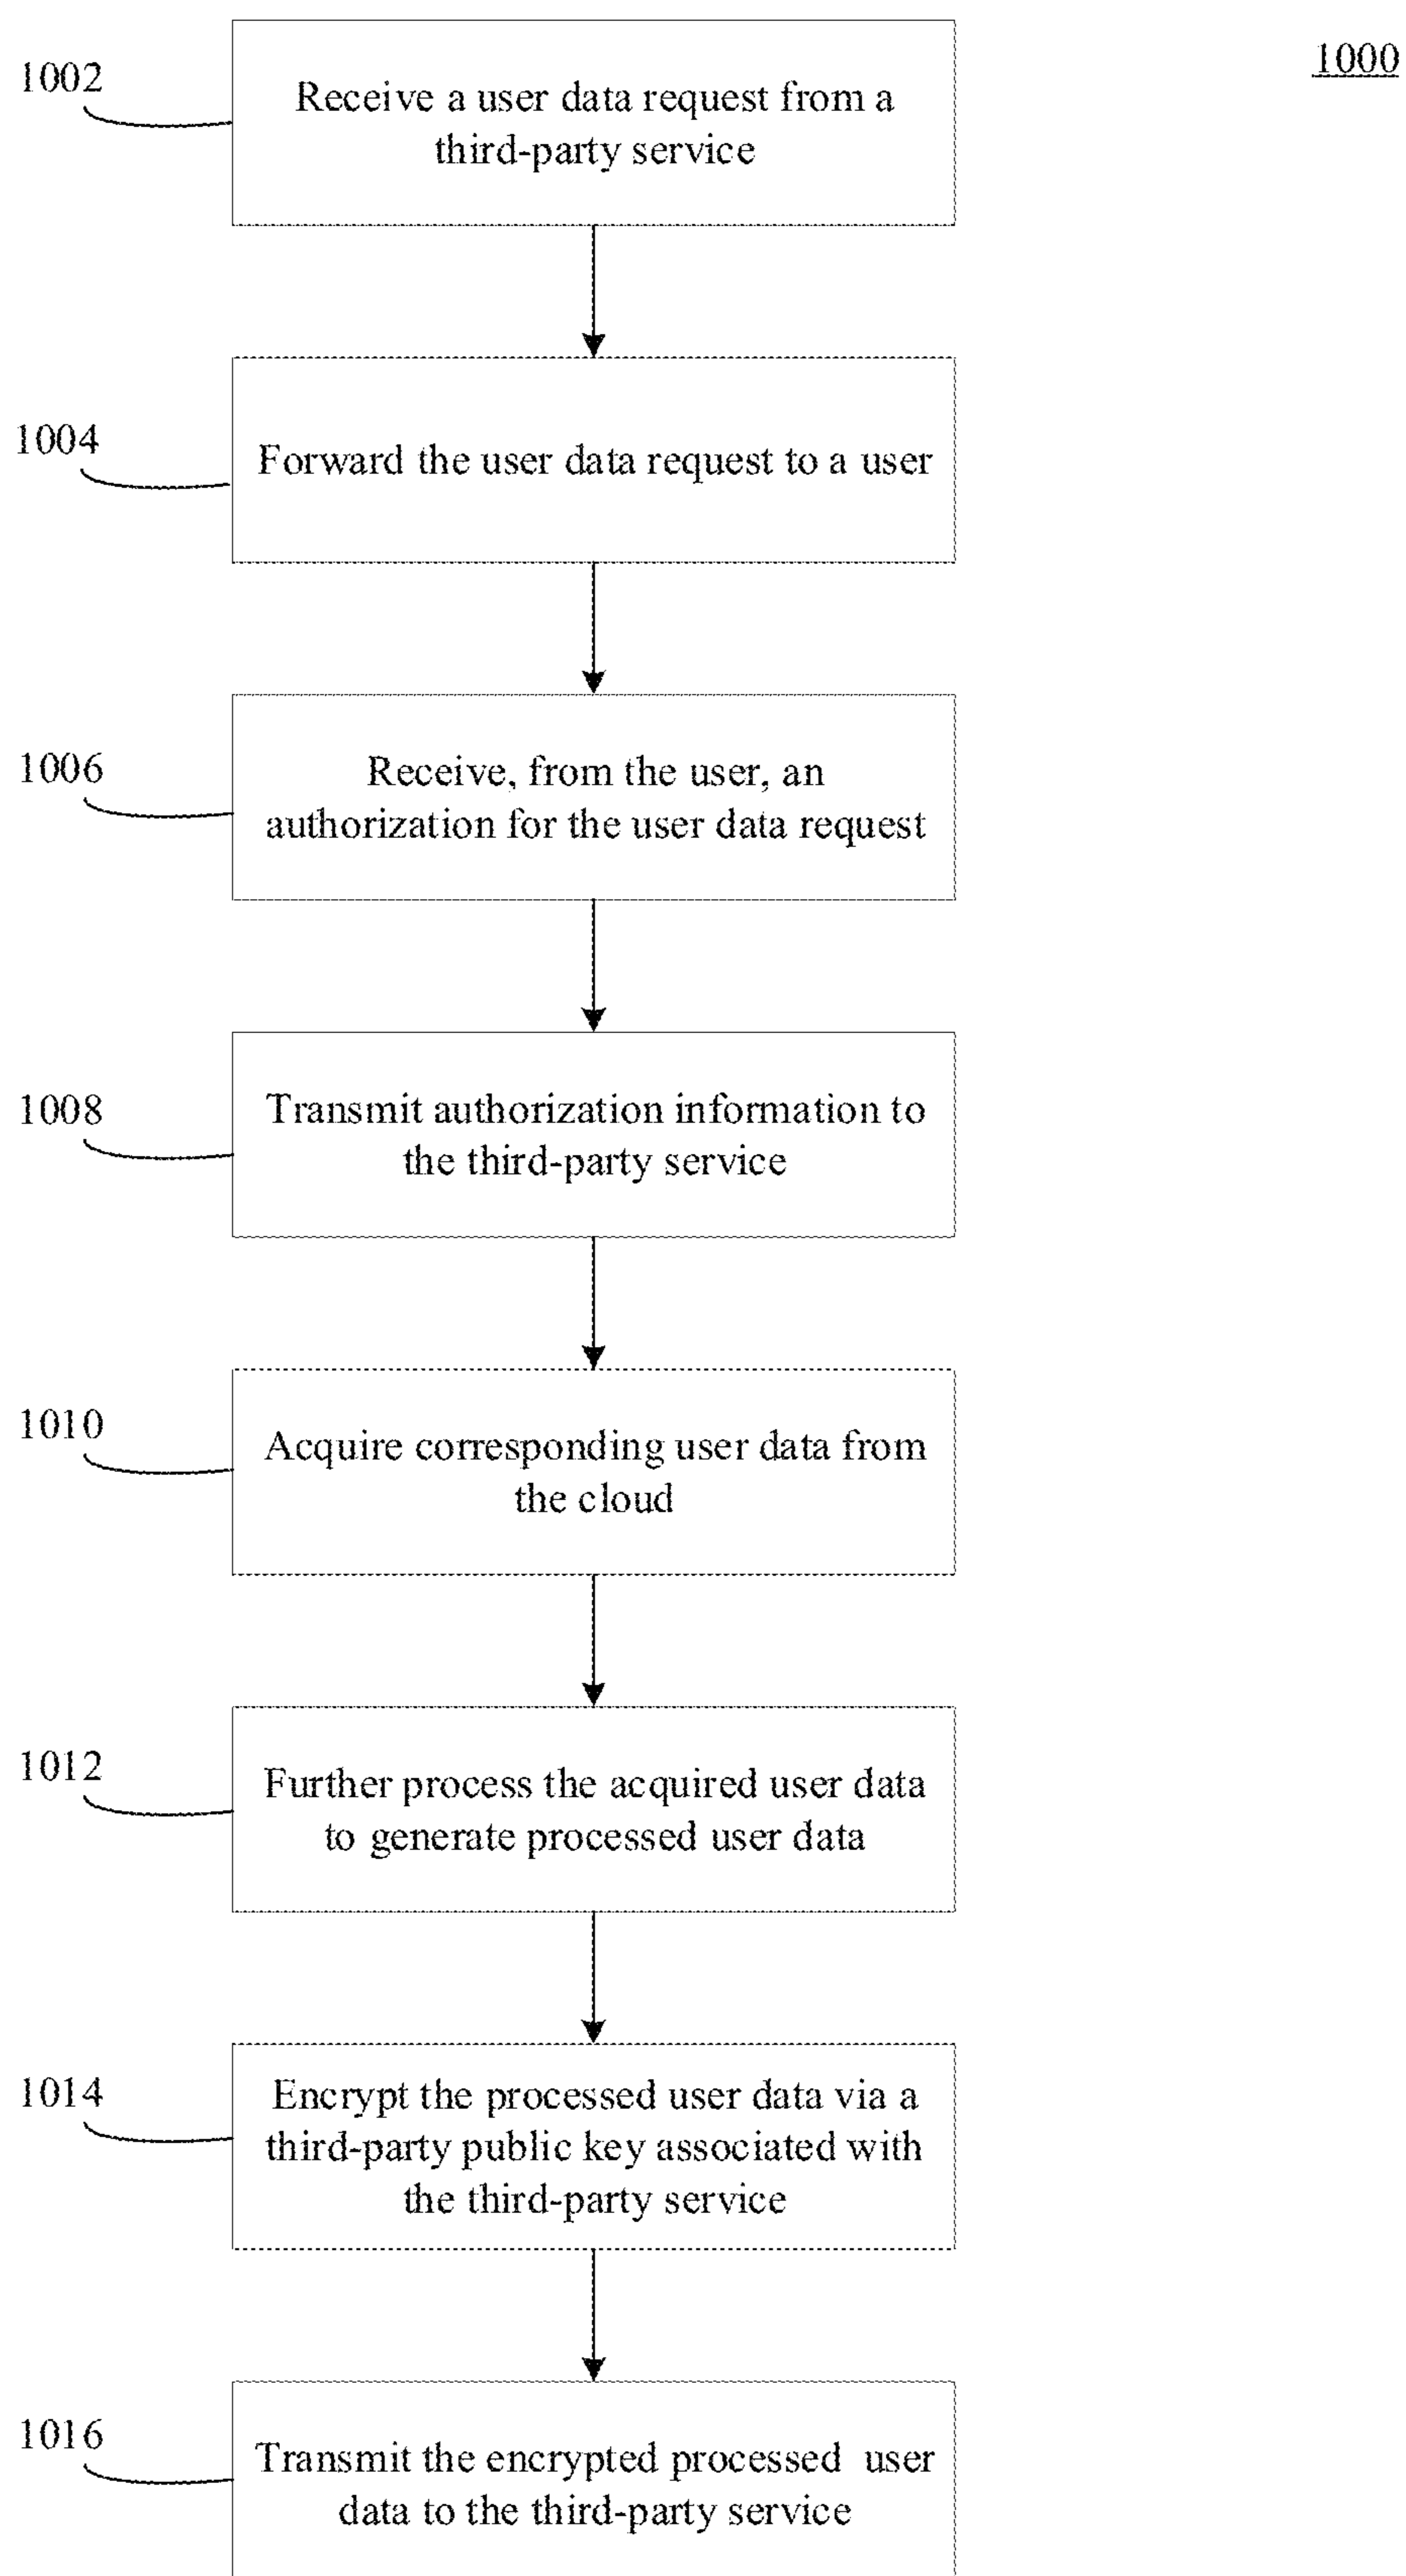 1000
1002
Receive a user data request from a
third-party service
1004
Forward the user data request to a user
1006
Receive, from the user, an
authorization for the user data request
1008
Transmit authorization information to
the third-party service
1010
Acquire corresponding user data from
the cloud
1012
Further process the acquired user data
to generate processed user data
1014
Encrypt the processed user data via a
third-party public key associated with
the third-party service
1016
Transmit the encrypted processed user
data to the third-party service